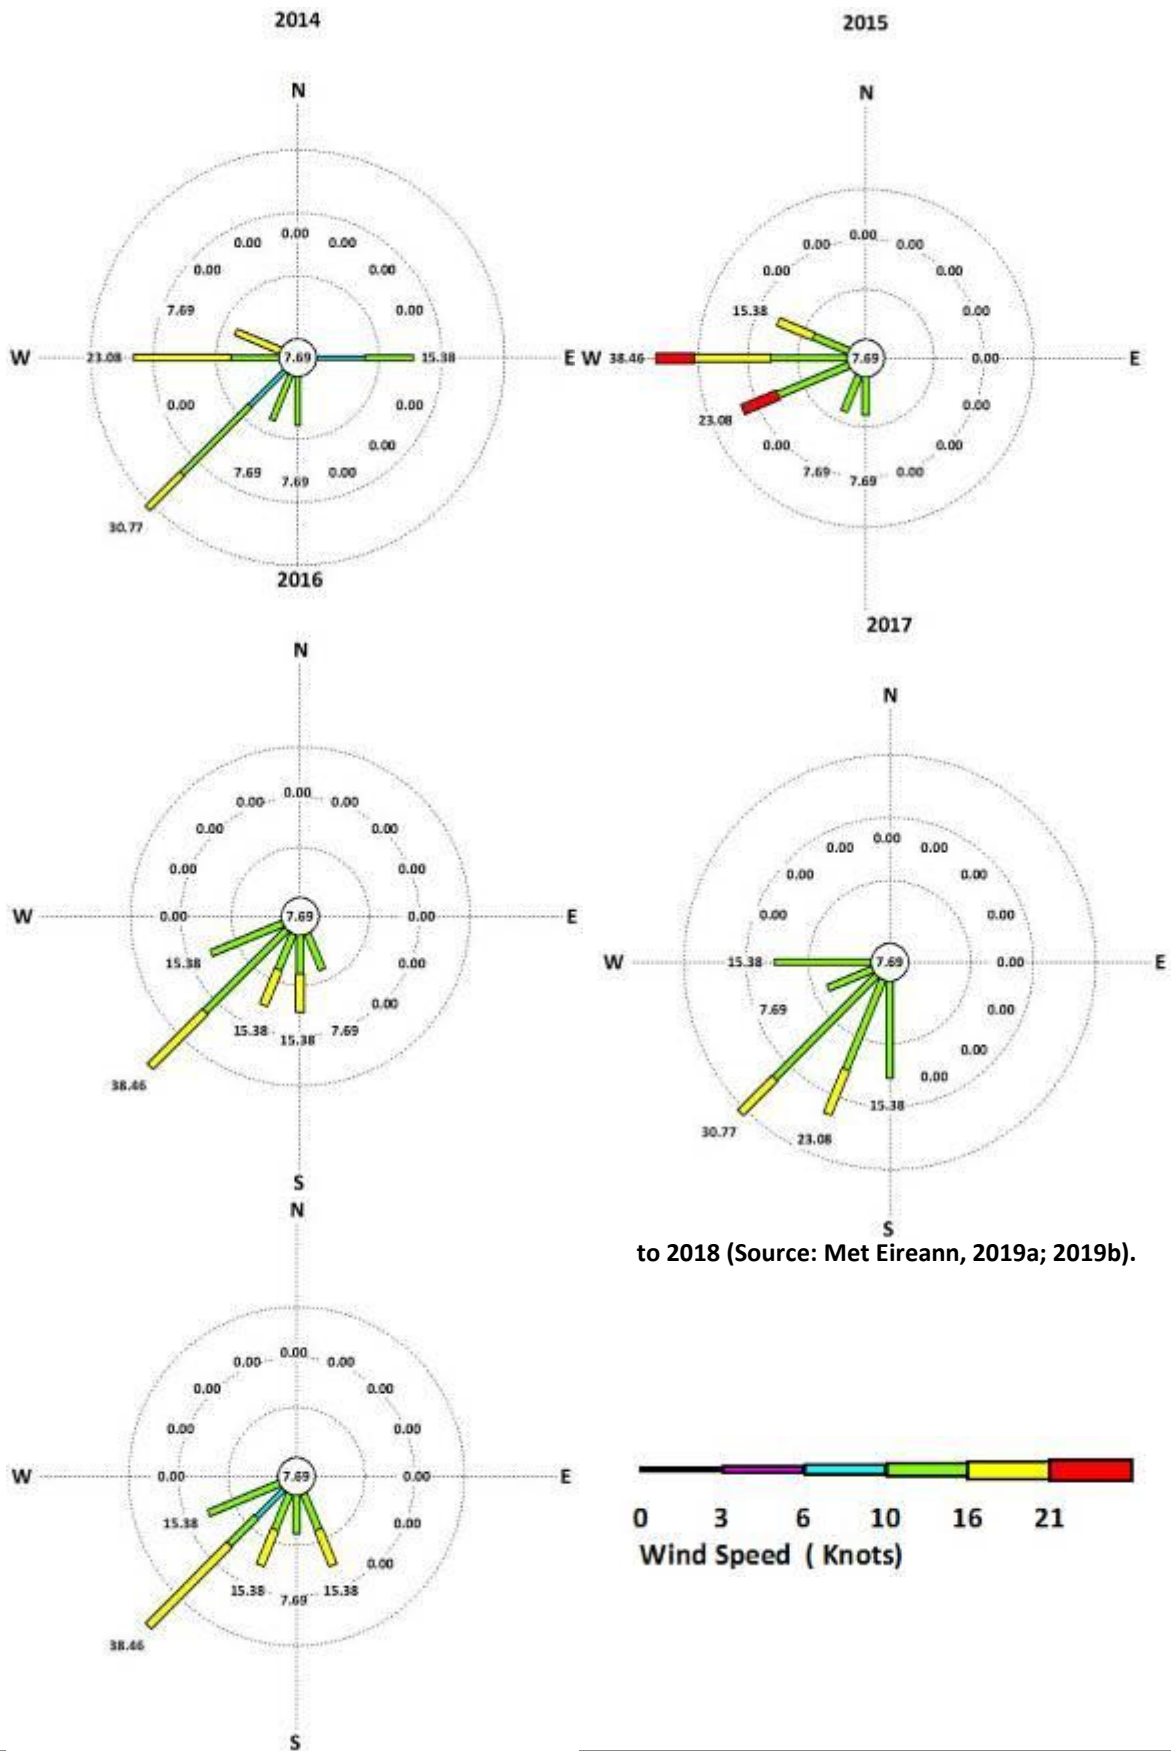 2014
N
0.00
0.00 0.00
0.00 0.00
7.69 0.00
W 23.08 7.69 15.38 E
0.00 0.00
0.00
7.69 7.69 0.00
30.77
2015
N
0.00
0.00 0.00
0.00 0.00
15.38 0.00
W 38.46 7.69 0.00 E
0.00
23.08
0.00 0.00
7.69 7.69 0.00
2016
N
0.00
0.00 0.00
0.00 0.00
0.00 0.00
W 0.00 7.69 0.00 E
15.38 0.00
0.00
15.38 15.38 7.69
38.46
S
2017
N
0.00
0.00 0.00
0.00 0.00
0.00 0.00
W 15.38 7.69 0.00 E
7.69 0.00
0.00
0.00
15.38
30.77 23.08
S
to 2018 (Source: Met Eireann, 2019a; 2019b).
N
0.00
0.00 0.00
0.00 0.00
0.00 0.00
W 0.00 7.69 0.00 E
15.38 0.00
0.00
15.38 7.69 15.38
38.46
S
0 3 6 10 16 21
Wind Speed ( Knots)